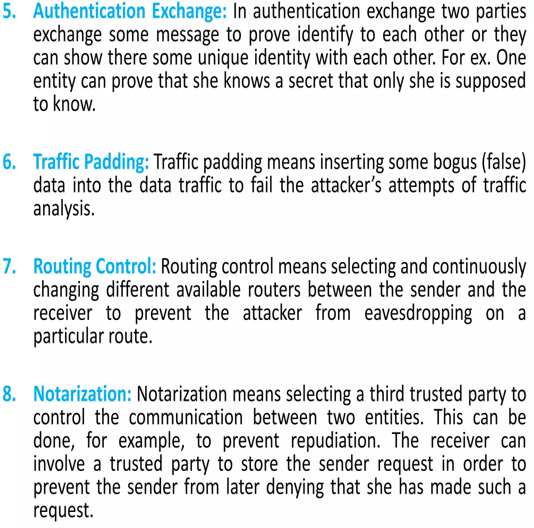 5. Authentication Exchange: In authentication exchange two parties
exchange some message to prove identify to each other or they
can show there some unique identity with each other. For ex. One
entity can prove that she knows a secret that only she is supposed
to know.
6. Traffic Padding: Traffic padding means inserting some bogus (false)
data into the data traffic to fail the attacker's attempts of traffic
analysis.
7. Routing Control: Routing control means selecting and continuously
changing different available routers between the sender and the
receiver to prevent the attacker from eavesdropping on a
particular route.
8. Notarization: Notarization means selecting a third trusted party to
control the communication between two entities. This can be
done, for example, to prevent repudiation. The receiver can
involve a trusted party to store the sender request in order to
prevent the sender from later denying that she has made such a
request.